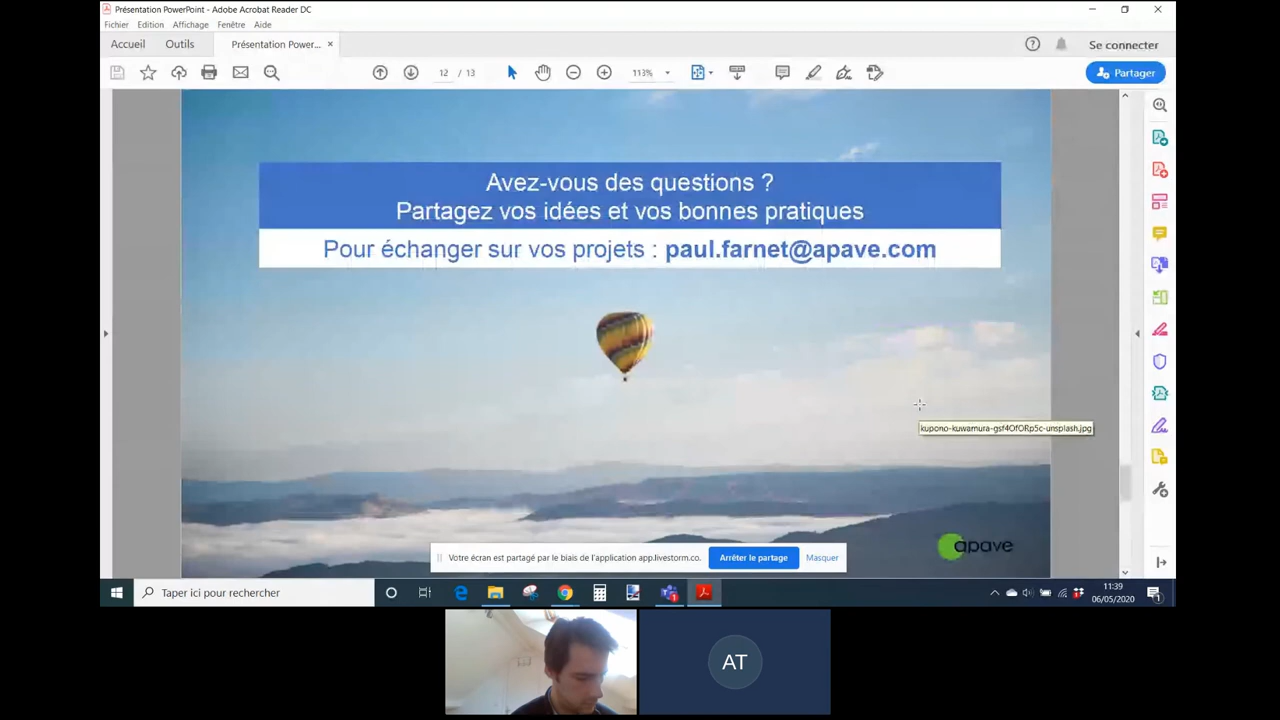 Présentation PowerPoint - Adobe Acrobat Reader DC
Fichier Edition Affichage Fenêtre Aide
Accueil Outils Présentation Power... × Se connecter
12 / 13 113% Partager
Avez-vous des questions ?
Partagez vos idées et vos bonnes pratiques
Pour échanger sur vos projets : paul.farnet@apave.com
kupono-kuwamura-gsf4OfORp5c-unsplash.jpg
apave
Votre écran est partagé par le biais de l'application app.livestorm.co. Arrêter le partage Masquer
Taper ici pour rechercher
11:39
06/05/2020
AT